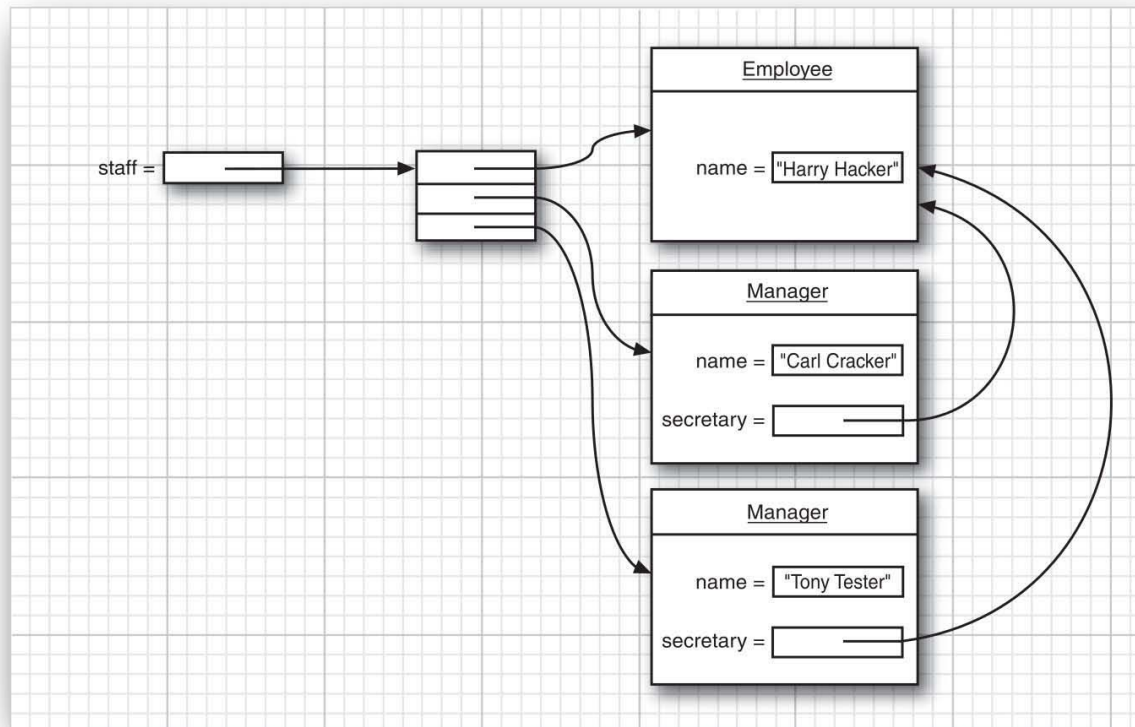 Employee
staff =
name = "Harry Hacker"
Manager
name = "Carl Cracker"
secretary =
Manager
name = "Tony Tester"
secretary =